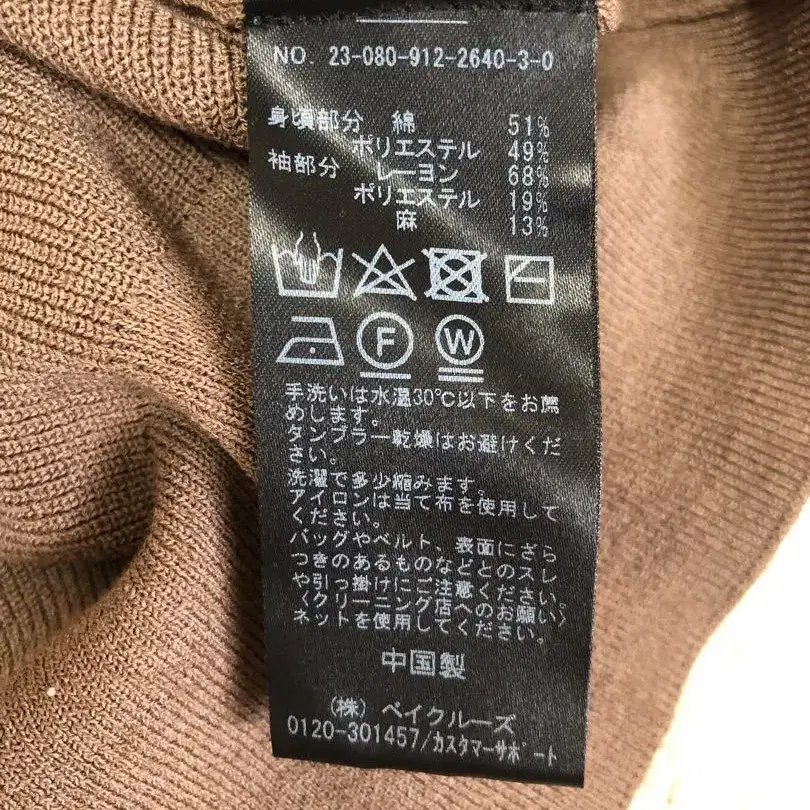 NO. 23-080-912-2640-3-0
身頃部分 綿 51%
ポリエステル 49%
袖部分 レーヨン 68%
ポリエステル 19%
麻 13%
F W
手洗いは水温30℃以下をお薦
めします。
タンブラー乾燥はお避けくだ
さい。
洗濯で多少縮みます。
アイロンは当て布を使用して
ください。
バッグやベルト、表面にざら
つきのあるものなどとのスレ
や引っ掛けにご注意ください。
〈クリーニング店へのお願い〉
ネットを使用してください。
中国製
(株) ベイクルーズ
0120-301457/カスタマーサポート